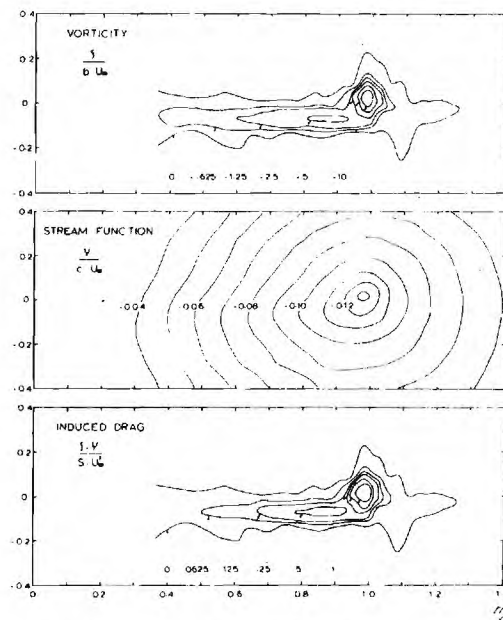 0.4
VORTICITY
ζ
b U∞
0.2
0
-0.2
0 -.0625 -1.25 -2.5 -5 -10
-0.4
STREAM FUNCTION
Ψ
c U∞
0.2
0
-0.04 -0.06 -0.08 -0.10 -0.12
-0.2
-0.4
0.4
INDUCED DRAG
ζ·Ψ
S·U∞
0.2
0
-0.2
0 .0625 .125 .25 .5 1
-0.4
0 0.2 0.4 0.6 0.8 1.0 1.2 1.4
η